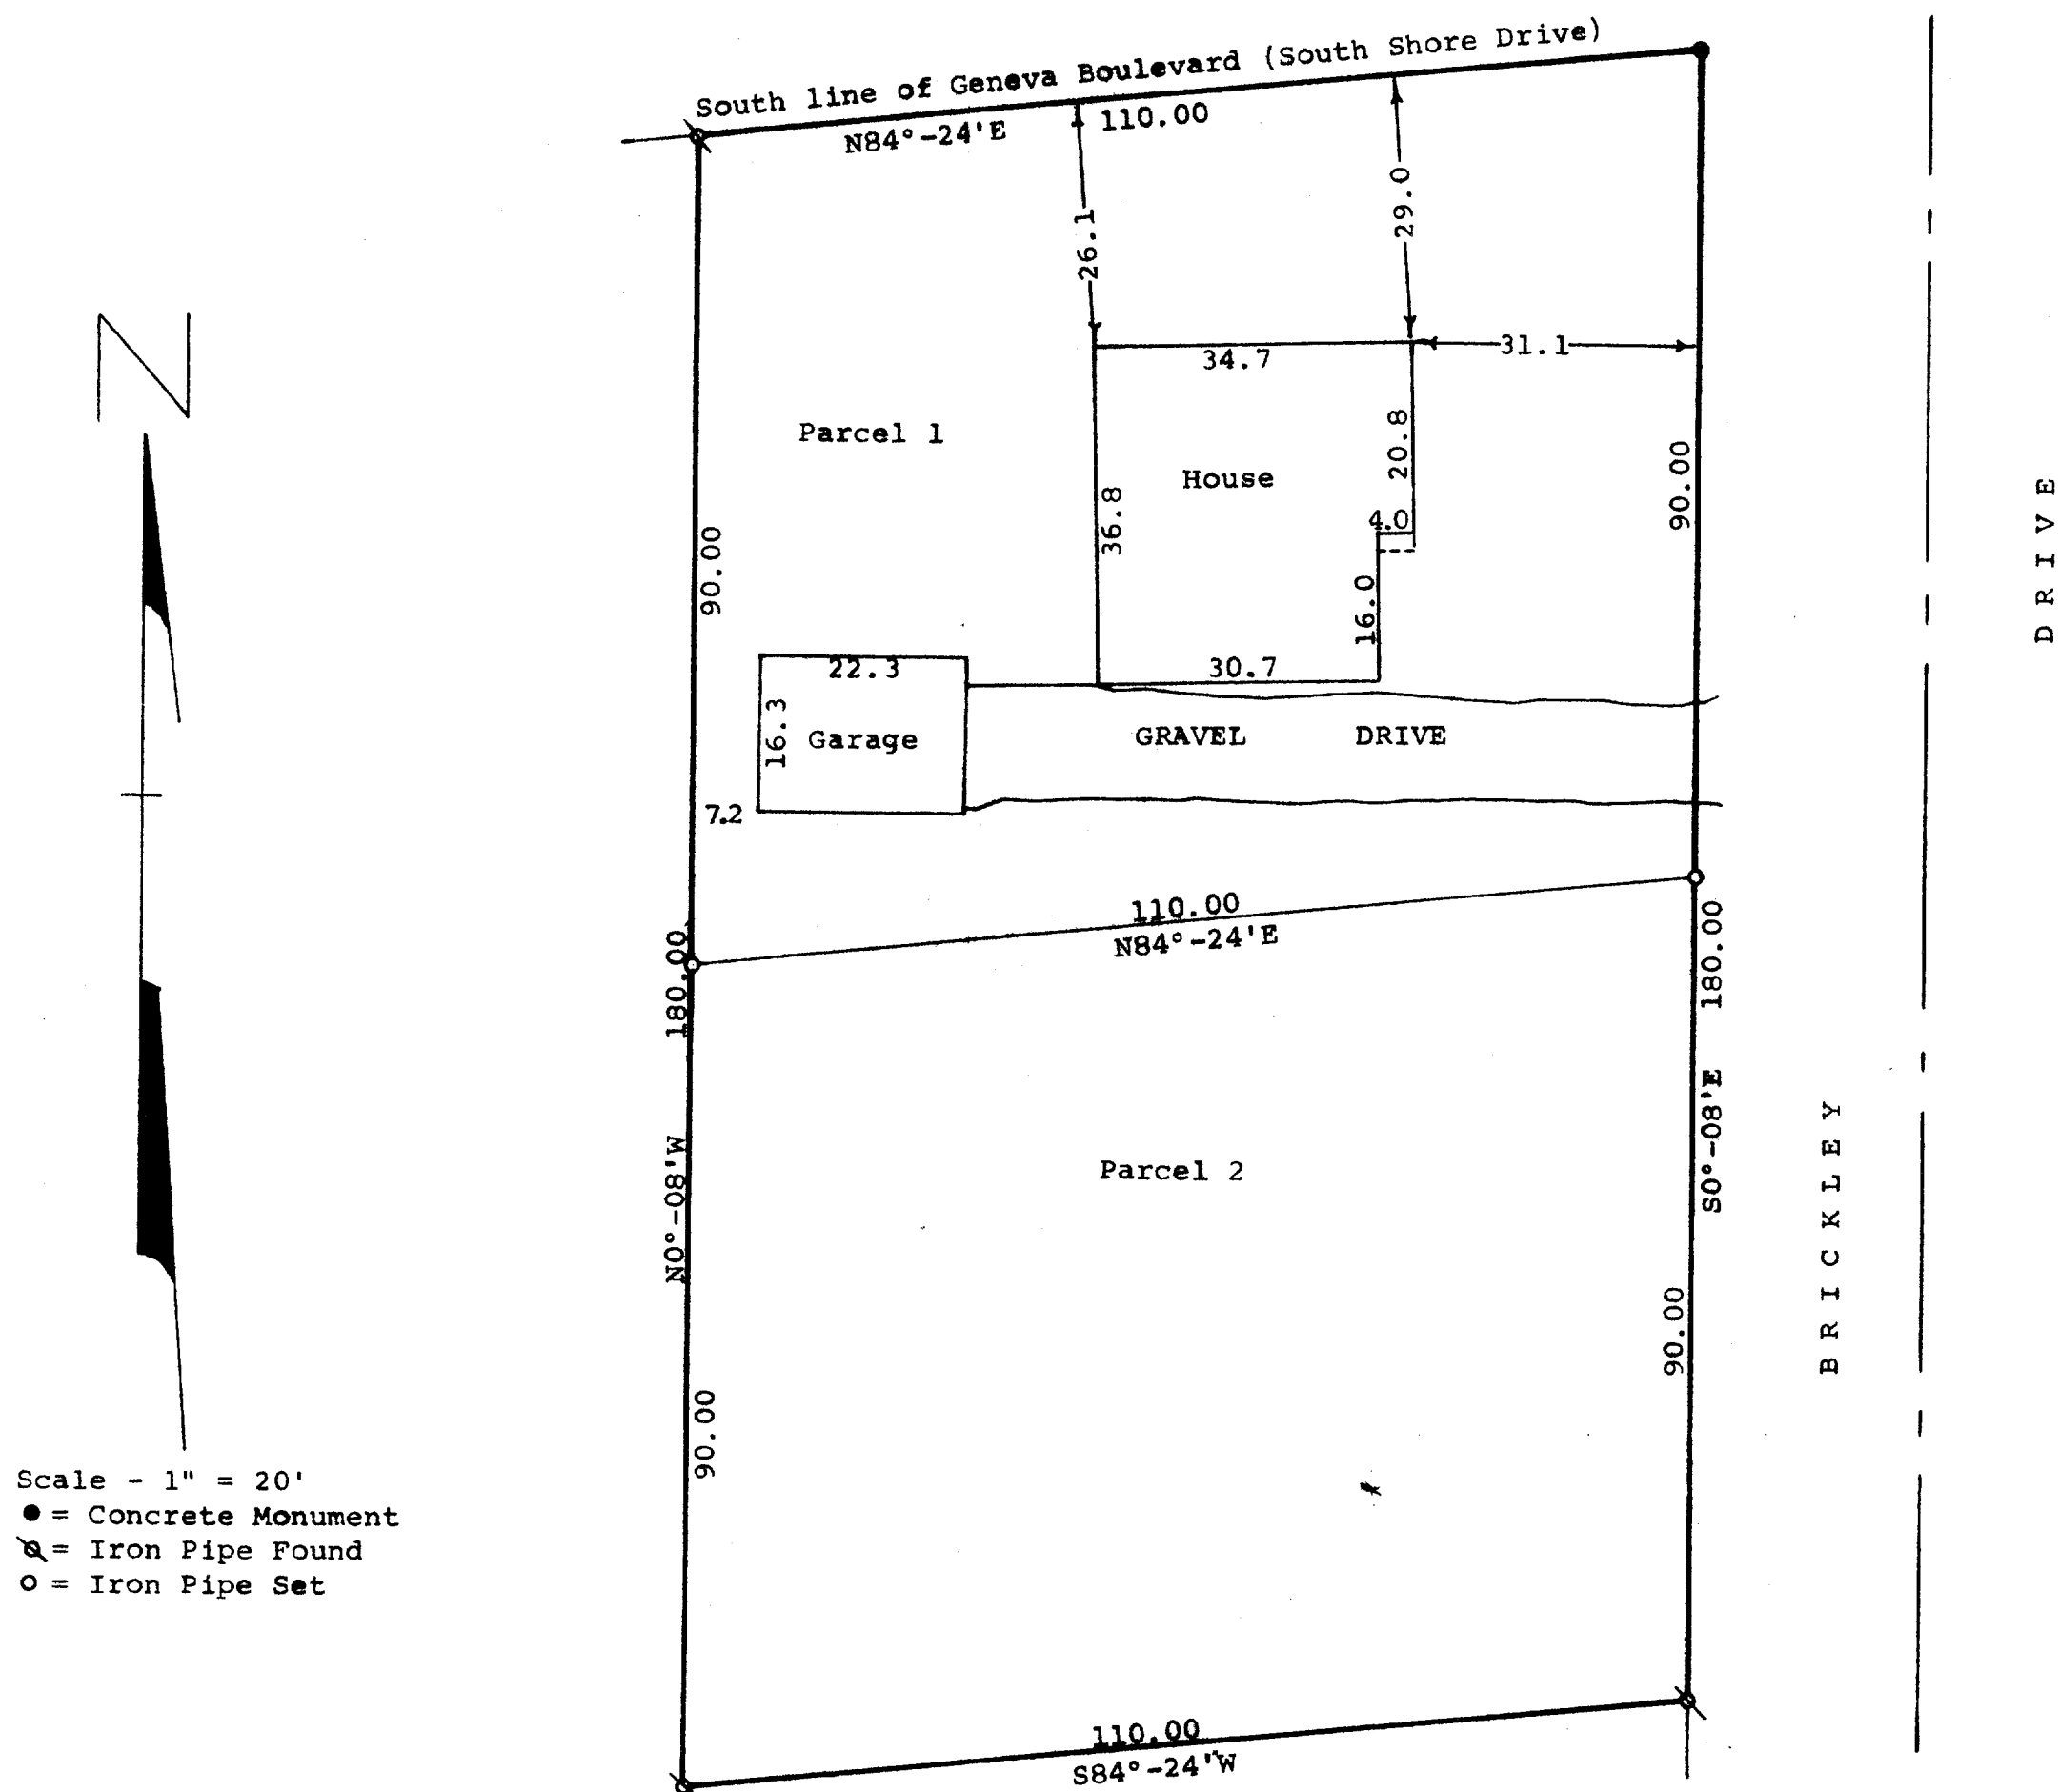 South line of Geneva Boulevard (South Shore Drive)
N84°-24'E
110.00
26.1
29.0
N
34.7
31.1
Parcel 1
House
20.8
36.8
4.0
90.00
90.00
16.0
DRIVE
22.3
30.7
16.3
Garage
GRAVEL DRIVE
7.2
110.00
N84°-24'E
N0°-08'W 180.00
S0°-08'E 180.00
Parcel 2
BRICKLEY
90.00
90.00
Scale - 1" = 20'
● = Concrete Monument
= Iron Pipe Found
o = Iron Pipe Set
110.00
S84°-24'W